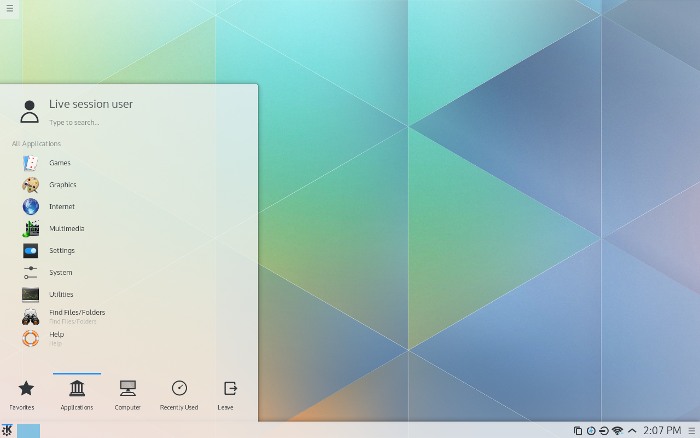 Live session user
Type to search...
All Applications
Games
Graphics
Internet
Multimedia
Settings
System
Utilities
Find Files/Folders
Find Files/Folders
Help
Help
Favorites
Applications
Computer
Recently Used
Leave
2:07 PM